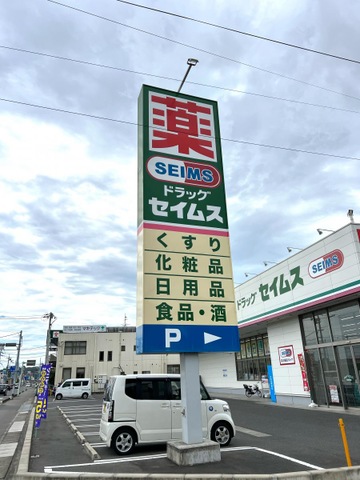 薬
SEIMS
ドラッグ
セイムス
くすり
化粧品
日用品
食品・酒
P
ドラッグ セイムス
SEIMS